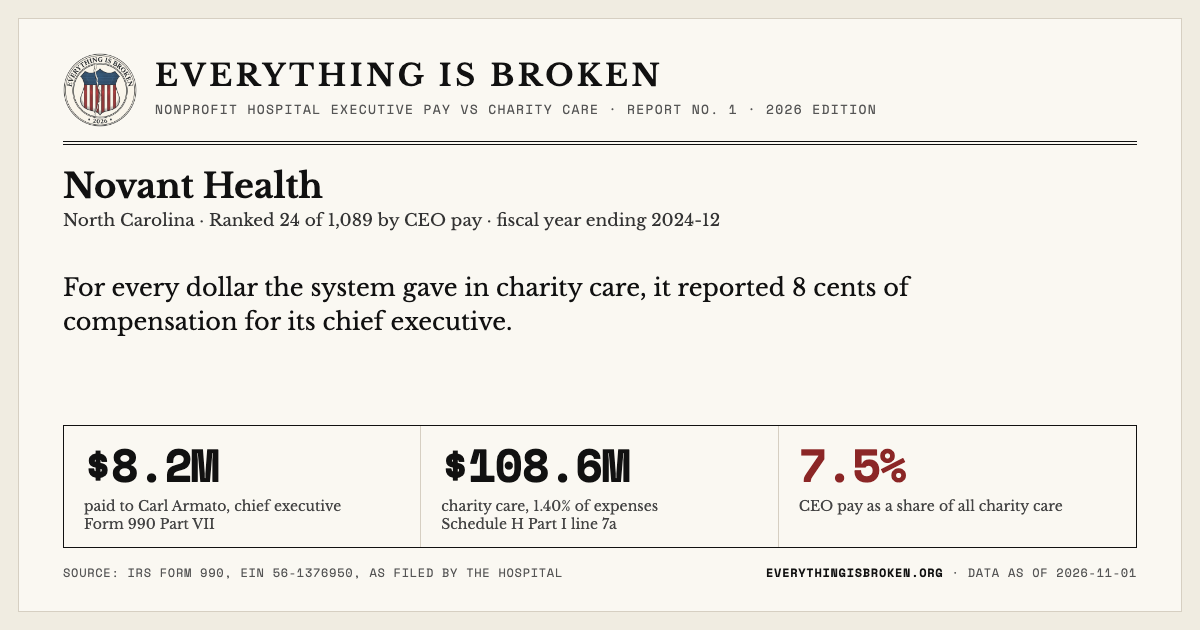 EVERYTHING IS BROKEN
· 2026 ·
EVERYTHING IS BROKEN
NONPROFIT HOSPITAL EXECUTIVE PAY VS CHARITY CARE · REPORT NO. 1 · 2026 EDITION
Novant Health
North Carolina · Ranked 24 of 1,089 by CEO pay · fiscal year ending 2024-12
For every dollar the system gave in charity care, it reported 8 cents of
compensation for its chief executive.
$8.2M
paid to Carl Armato, chief executive
Form 990 Part VII
$108.6M
charity care, 1.40% of expenses
Schedule H Part I line 7a
7.5%
CEO pay as a share of all charity care
SOURCE: IRS FORM 990, EIN 56-1376950, AS FILED BY THE HOSPITAL
EVERYTHINGISBROKEN.ORG · DATA AS OF 2026-11-01